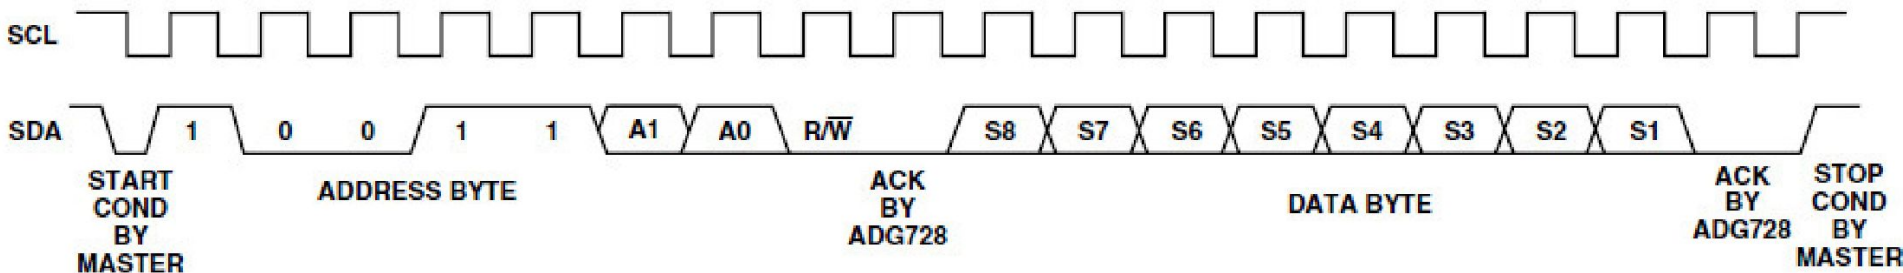 SCL
SDA 1 0 0 1 1 A1 A0 R/W̅ S8 S7 S6 S5 S4 S3 S2 S1
START
COND
BY
MASTER
ADDRESS BYTE
ACK
BY
ADG728
DATA BYTE
ACK
BY
ADG728
STOP
COND
BY
MASTER